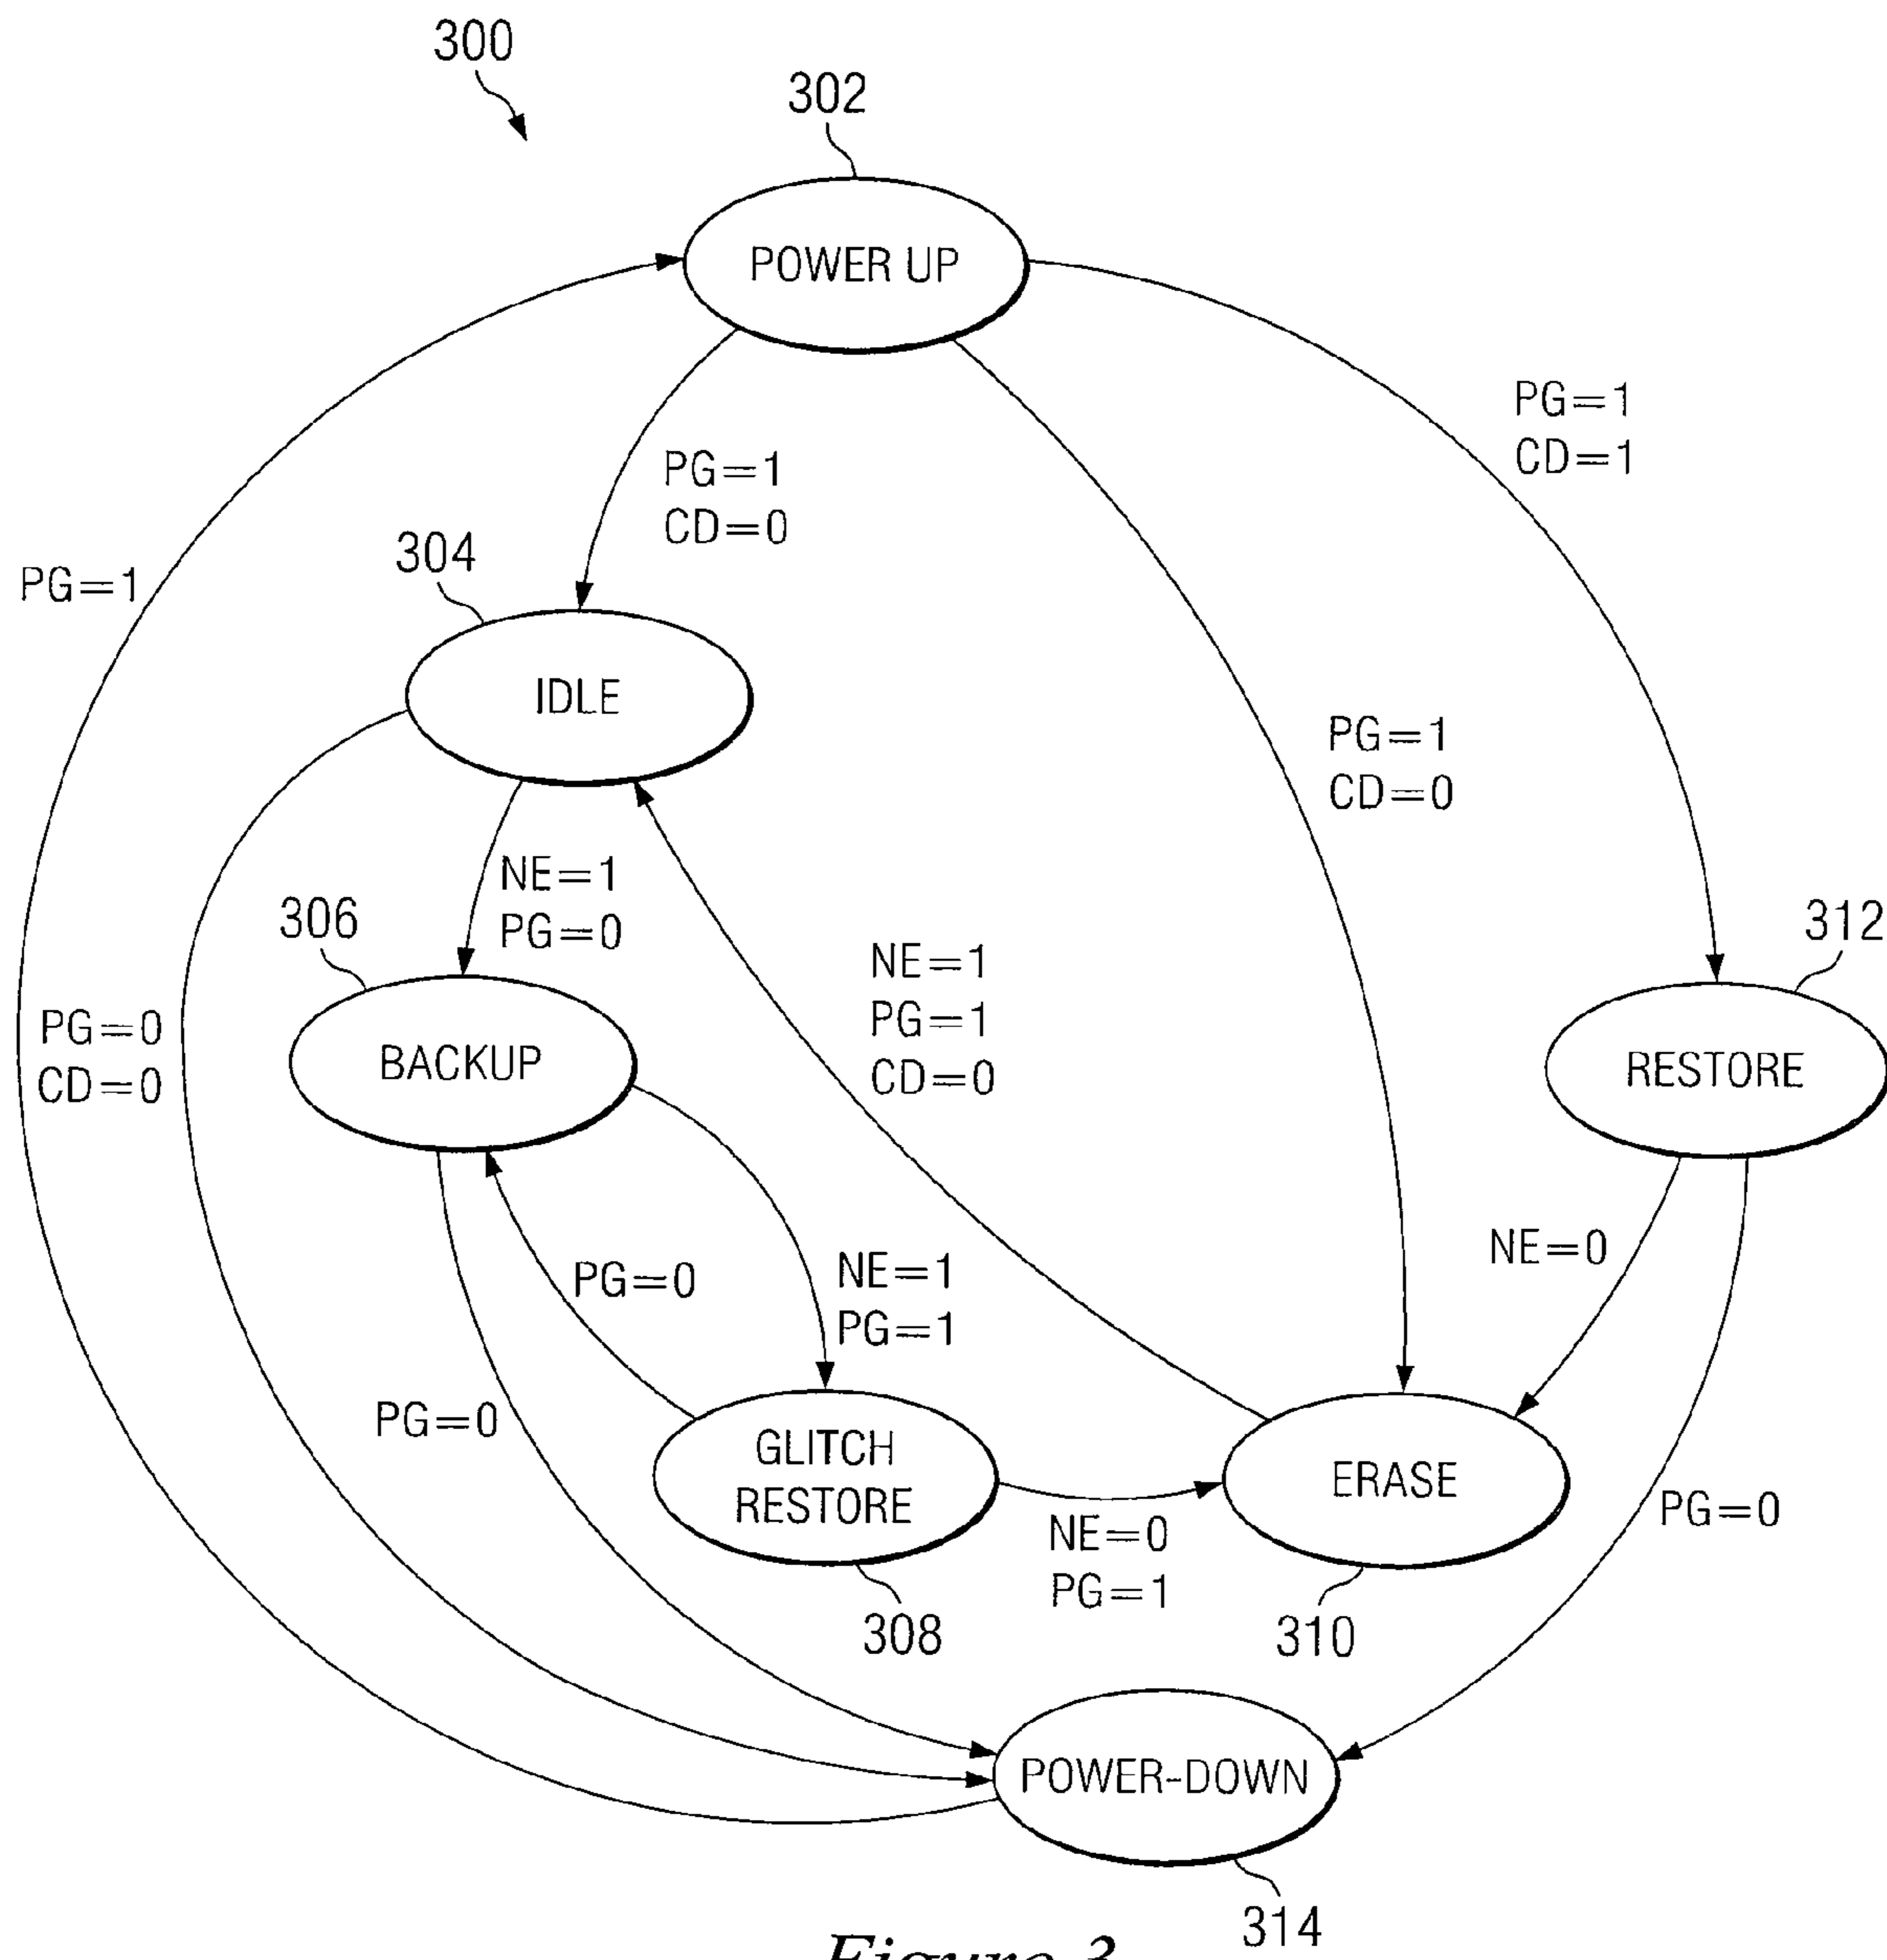 300
302
POWER UP
PG=1
CD=1
PG=1
CD=0
304
PG=1
IDLE
PG=1
CD=0
NE=1
PG=0
306
312
NE=1
PG=1
CD=0
PG=0
CD=0
BACKUP
RESTORE
NE=0
PG=0
NE=1
PG=1
PG=0
GLITCH
RESTORE
ERASE
PG=0
NE=0
PG=1
308
310
POWER-DOWN
314
Figure 3